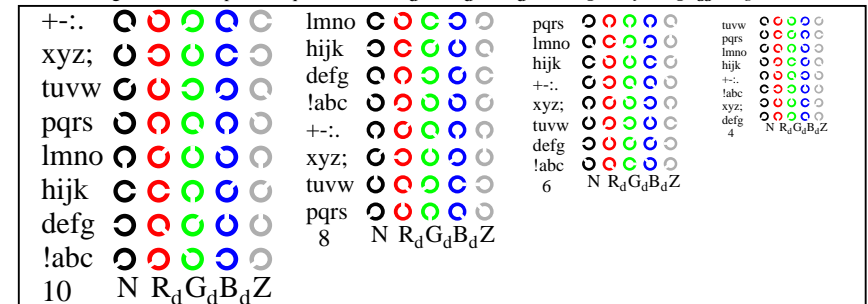 +-:.
xyz;
tuvw
pqrs
lmno
hijk
defg
!abc
10 N RdGdBdZ
lmno
hijk
defg
!abc
+-:.
xyz;
tuvw
pqrs
8 N RdGdBdZ
pqrs
lmno
hijk
+-:.
xyz;
tuvw
defg
!abc
6 N RdGdBdZ
tuvw
pqrs
lmno
hijk
+-:.
!abc
xyz;
defg
4 N RdGdBdZ